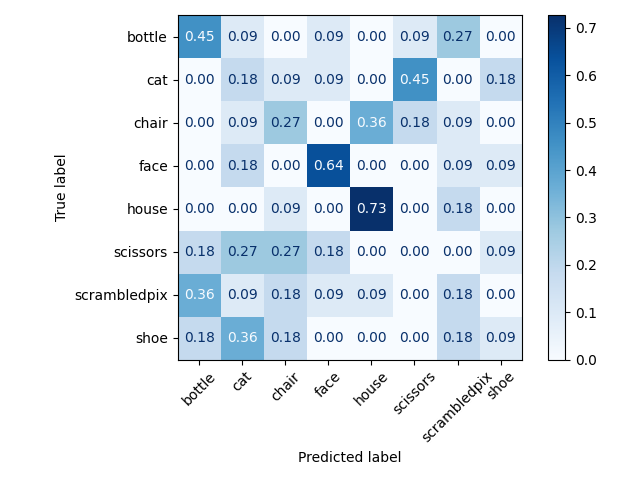 bottle 0.45 0.09 0.00 0.09 0.00 0.09 0.27 0.00
cat 0.00 0.18 0.09 0.09 0.00 0.45 0.00 0.18
chair 0.00 0.09 0.27 0.00 0.36 0.18 0.09 0.00
face 0.00 0.18 0.00 0.64 0.00 0.00 0.09 0.09
house 0.00 0.00 0.09 0.00 0.73 0.00 0.18 0.00
scissors 0.18 0.27 0.27 0.18 0.00 0.00 0.00 0.09
scrambledpix 0.36 0.09 0.18 0.09 0.09 0.00 0.18 0.00
shoe 0.18 0.36 0.18 0.00 0.00 0.00 0.18 0.09
True label
bottle cat chair face house scissors scrambledpix shoe
Predicted label
0.7
0.6
0.5
0.4
0.3
0.2
0.1
0.0